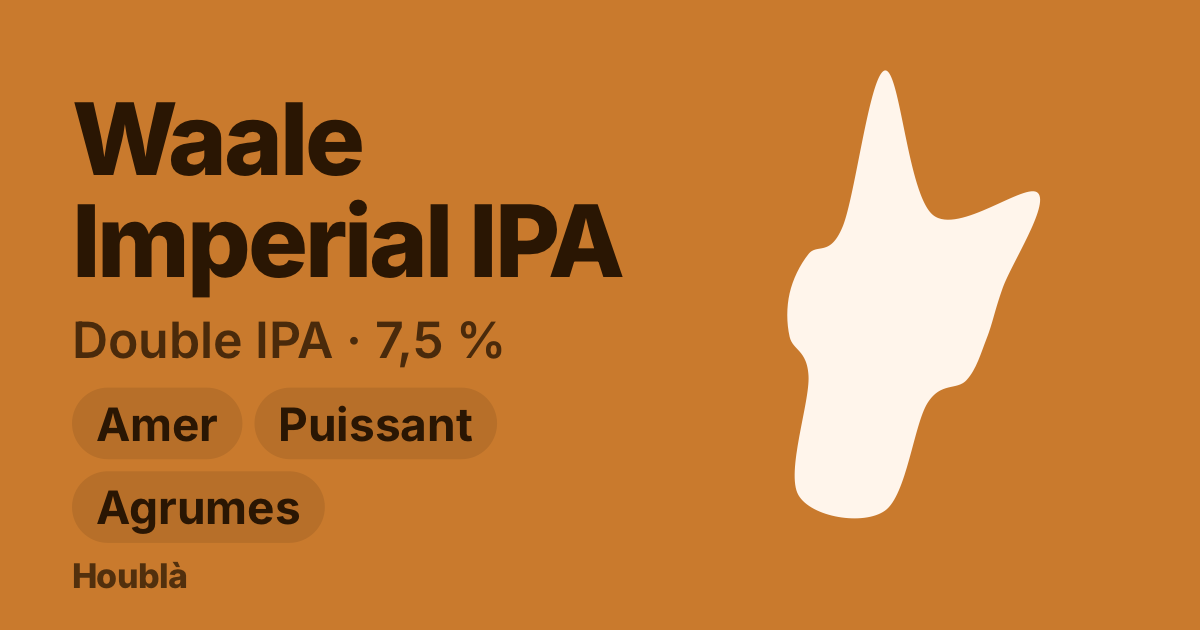 Waale
Imperial IPA
Double IPA · 7,5 %
Amer Puissant
Agrumes
Houblà